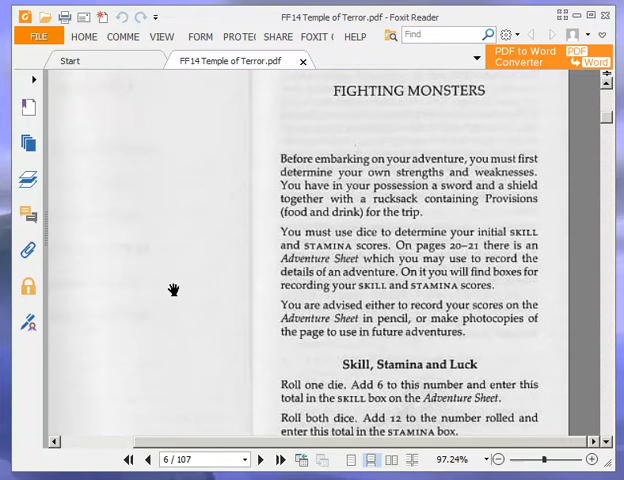 FF14 Temple of Terror.pdf - Foxit Reader
FILE HOME COMME VIEW FORM PROTE SHARE FOXIT C HELP Find
PDF to Word Converter PDF Word
Start FF14 Temple of Terror.pdf
FIGHTING MONSTERS
Before embarking on your adventure, you must first
determine your own strengths and weaknesses.
You have in your possession a sword and a shield
together with a rucksack containing Provisions
(food and drink) for the trip.
You must use dice to determine your initial SKILL
and STAMINA scores. On pages 20–21 there is an
Adventure Sheet which you may use to record the
details of an adventure. On it you will find boxes for
recording your SKILL and STAMINA scores.
You are advised either to record your scores on the
Adventure Sheet in pencil, or make photocopies of
the page to use in future adventures.
Skill, Stamina and Luck
Roll one die. Add 6 to this number and enter this
total in the SKILL box on the Adventure Sheet.
Roll both dice. Add 12 to the number rolled and
enter this total in the STAMINA box.
6 / 107 97.24%